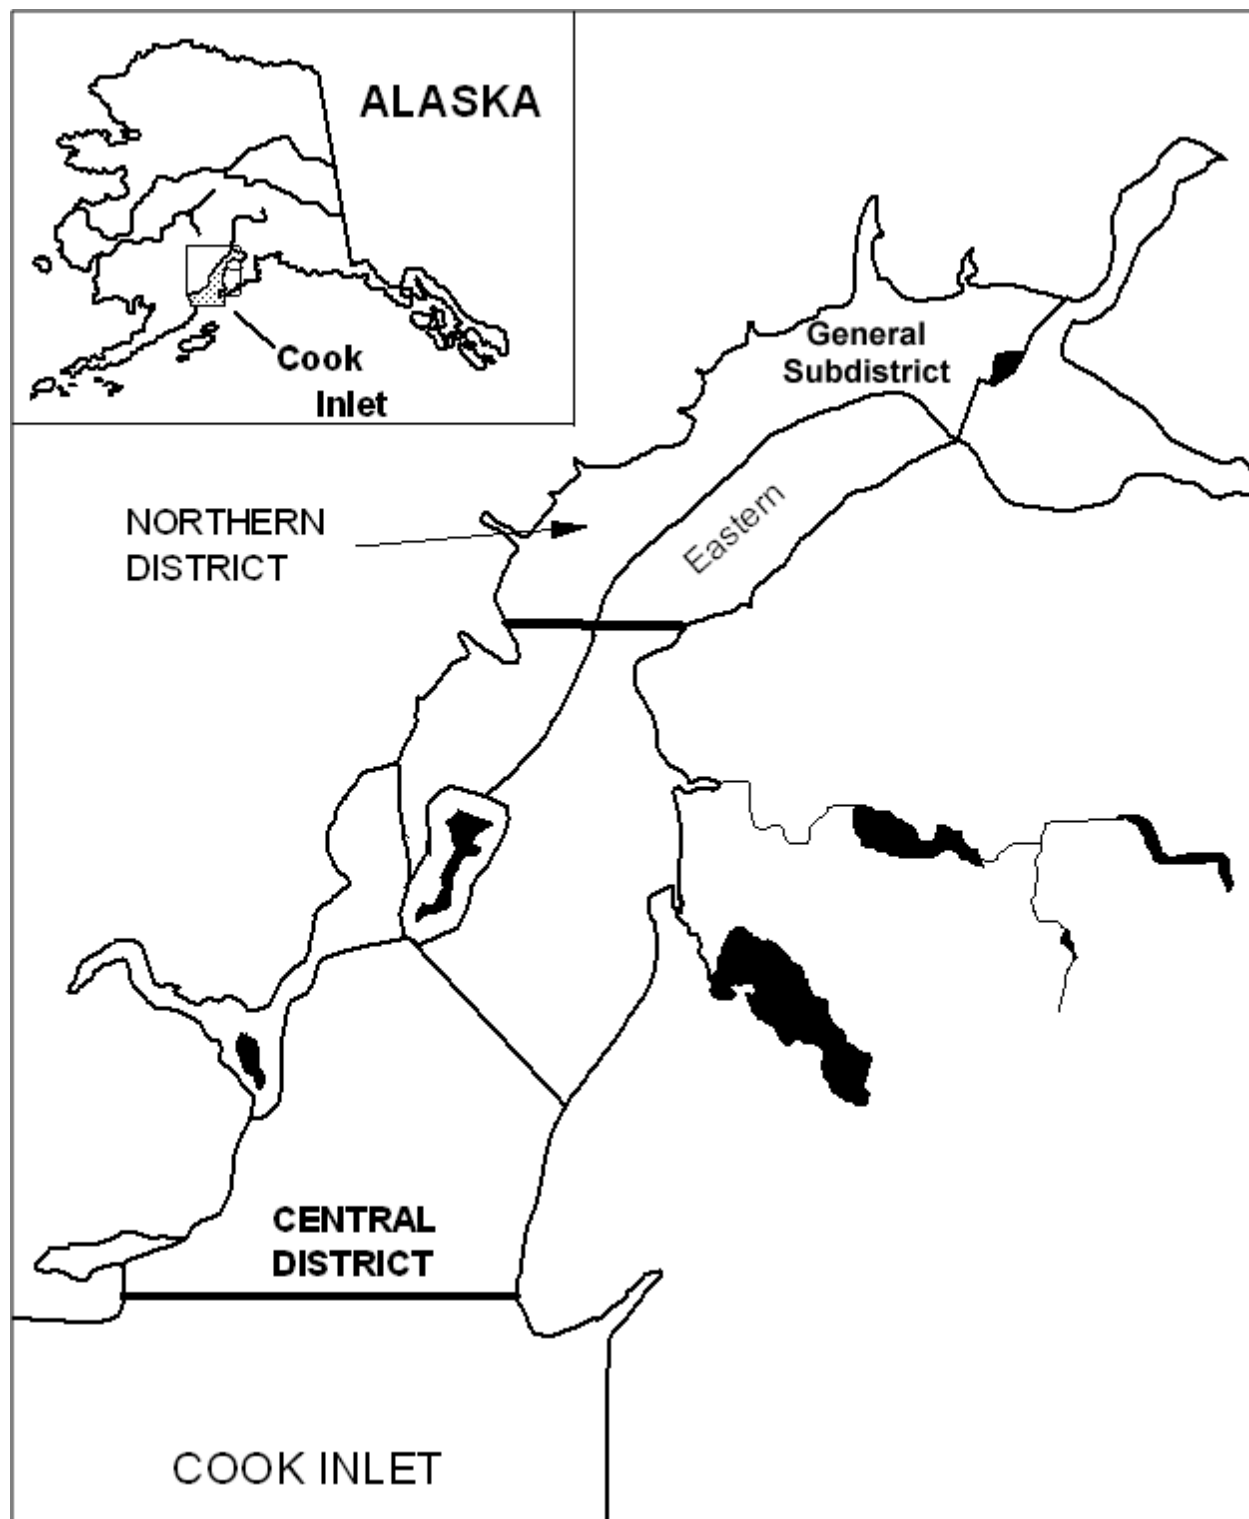 ALASKA
Cook
Inlet
General
Subdistrict
Eastern
NORTHERN
DISTRICT
CENTRAL
DISTRICT
COOK INLET